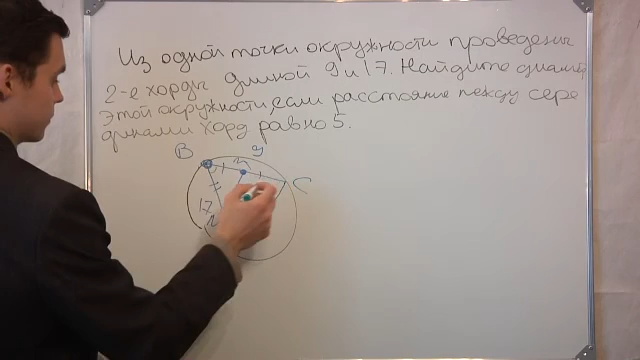 Из одной точки окружности проведены
2-е хорды длиной 9 и 17. Найдите диаметр
этой окружности, если расстояние между сере
динами хорд равно 5.
B 9
C
17